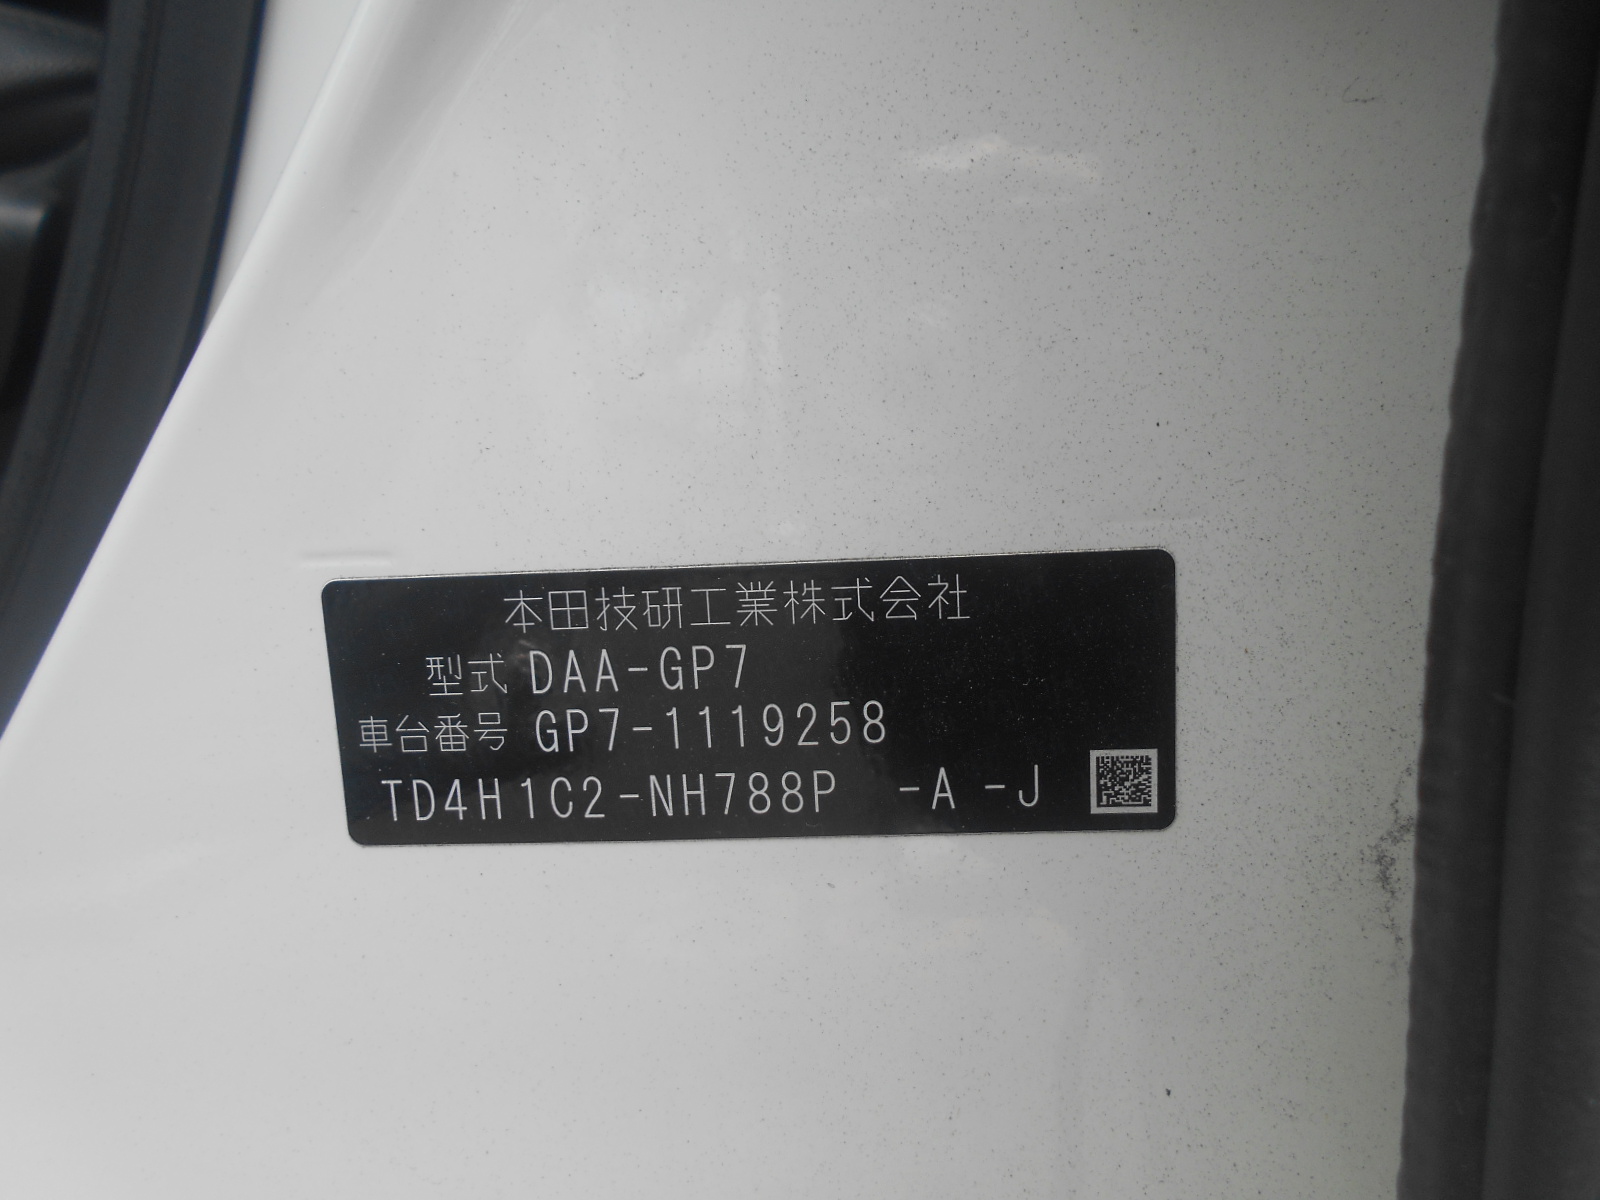 本田技研工業株式会社
型式 DAA-GP7
車台番号 GP7-1119258
TD4H1C2-NH788P -A -J